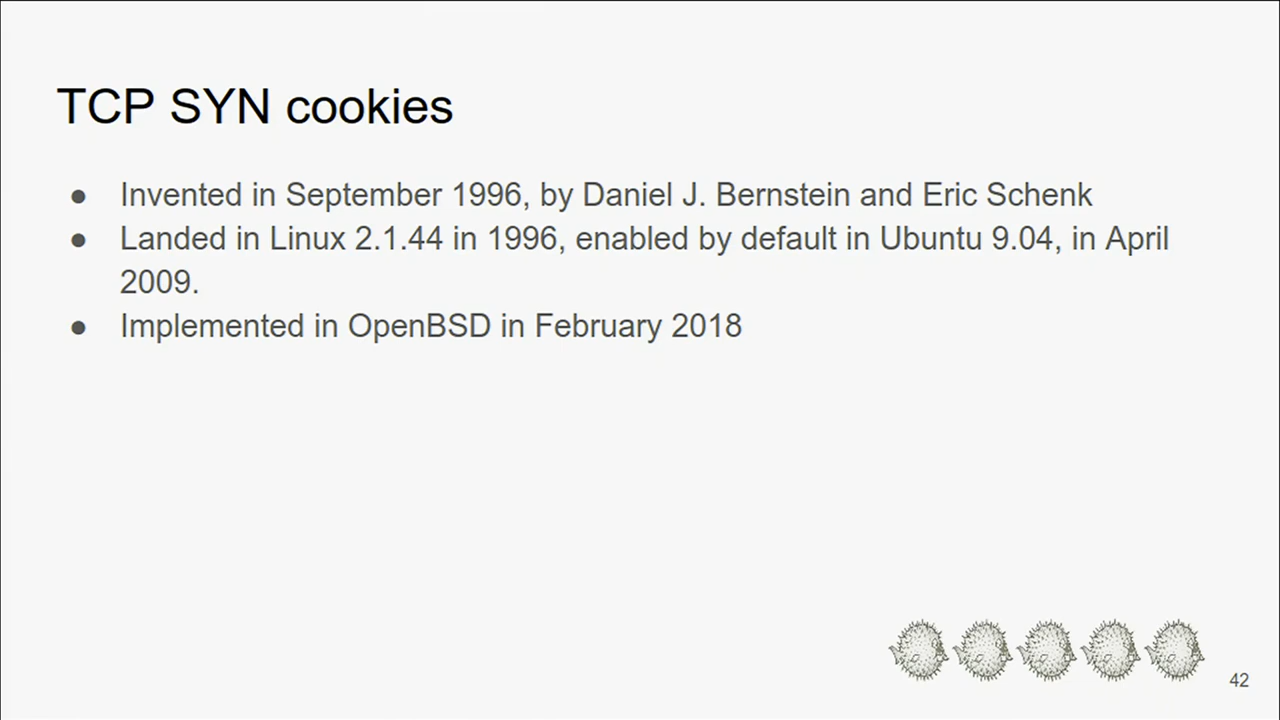 TCP SYN cookies
● Invented in September 1996, by Daniel J. Bernstein and Eric Schenk
● Landed in Linux 2.1.44 in 1996, enabled by default in Ubuntu 9.04, in April
2009.
● Implemented in OpenBSD in February 2018
42